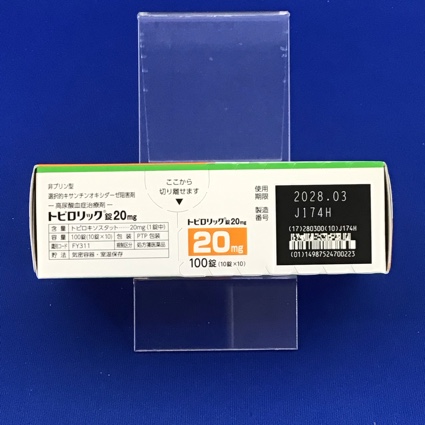 非プリン型
選択的キサンチンオキシダーゼ阻害剤
―高尿酸血症治療剤―
トピロリック錠20mg
含量 トピロキソスタット……20mg(1錠中)
容量 100錠(10錠×10) 包装 PTP包装
識別コード FY311 規制区分 処方箋医薬品
貯法 気密容器・室温保存
ここから
切り離せます
トピロリック錠20mg
20mg
100錠(10錠×10)
使用
期限
2028.03
製造
番号
J174H
(17)280300(10)J174H
(01)14987524700223